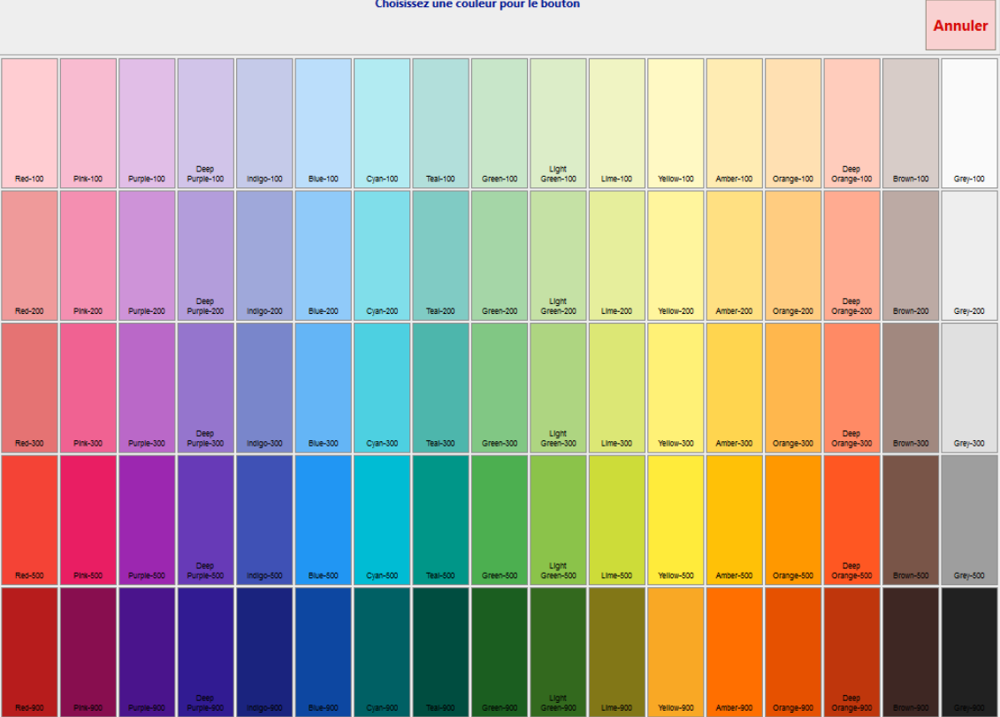 Choisissez une couleur pour le bouton
Annuler
Red-100 Pink-100 Purple-100 Deep Purple-100 Indigo-100 Blue-100 Cyan-100 Teal-100 Green-100 Light Green-100 Lime-100 Yellow-100 Amber-100 Orange-100 Deep Orange-100 Brown-100 Grey-100
Red-200 Pink-200 Purple-200 Deep Purple-200 Indigo-200 Blue-200 Cyan-200 Teal-200 Green-200 Light Green-200 Lime-200 Yellow-200 Amber-200 Orange-200 Deep Orange-200 Brown-200 Grey-200
Red-300 Pink-300 Purple-300 Deep Purple-300 Indigo-300 Blue-300 Cyan-300 Teal-300 Green-300 Light Green-300 Lime-300 Yellow-300 Amber-300 Orange-300 Deep Orange-300 Brown-300 Grey-300
Red-500 Pink-500 Purple-500 Deep Purple-500 Indigo-500 Blue-500 Cyan-500 Teal-500 Green-500 Light Green-500 Lime-500 Yellow-500 Amber-500 Orange-500 Deep Orange-500 Brown-500 Grey-500
Red-900 Pink-900 Purple-900 Deep Purple-900 Indigo-900 Blue-900 Cyan-900 Teal-900 Green-900 Light Green-900 Lime-900 Yellow-900 Amber-900 Orange-900 Deep Orange-900 Brown-900 Grey-900